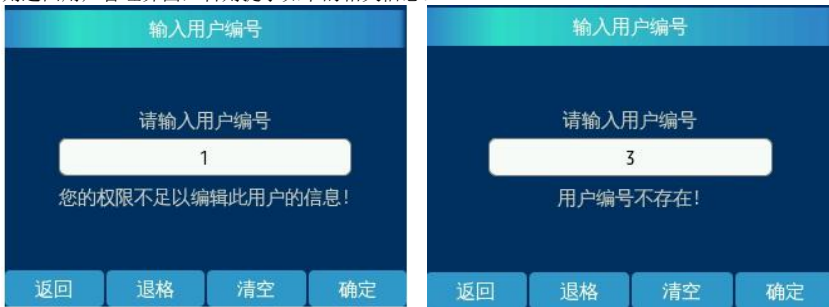 输入用户编号
请输入用户编号
1
您的权限不足以编辑此用户的信息！
返回 退格 清空 确定
输入用户编号
请输入用户编号
3
用户编号不存在！
返回 退格 清空 确定